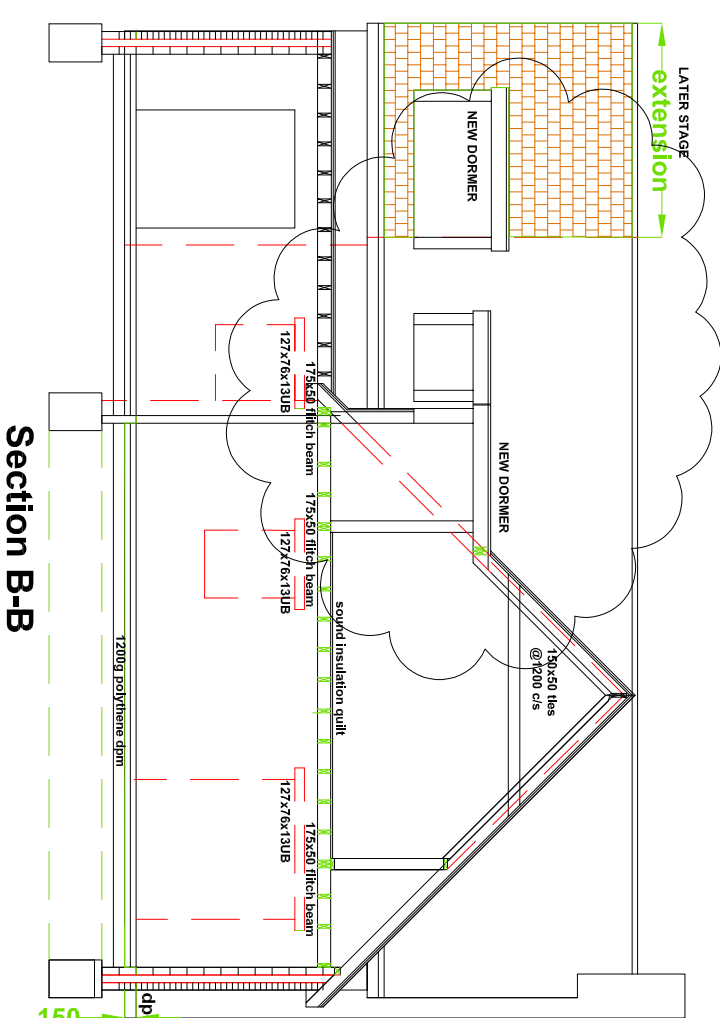 LATER STAGE
extension
NEW DORMER
NEW DORMER
127x76x13UB
175x50 flitch beam
175x50 flitch beam
127x76x13UB
sound insulation quilt
150x50 tles
@1200 c/s
127x76x13UB
175x50 flitch beam
1200g polythene dpm
dp
150
Section B-B